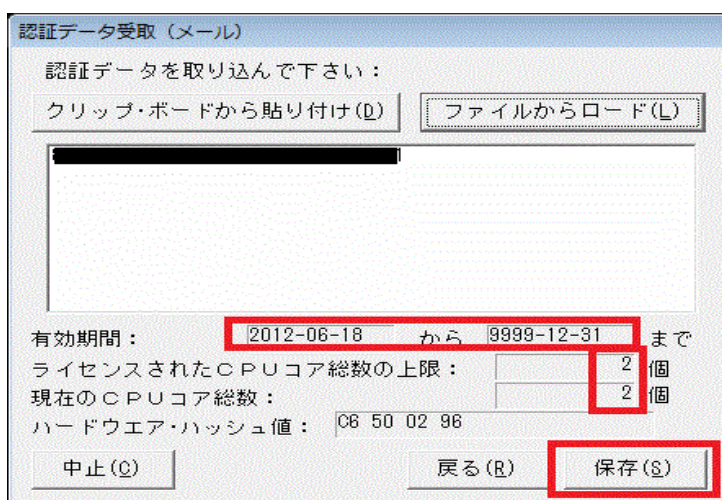 認証データ受取（メール）
認証データを取り込んで下さい：
クリップ・ボードから貼り付け(D) ファイルからロード(L)
有効期間： 2012-06-18 から 9999-12-31 まで
ライセンスされたＣＰＵコア総数の上限： 2 個
現在のＣＰＵコア総数： 2 個
ハードウエア・ハッシュ値： C6 50 02 96
中止(C) 戻る(R) 保存(S)